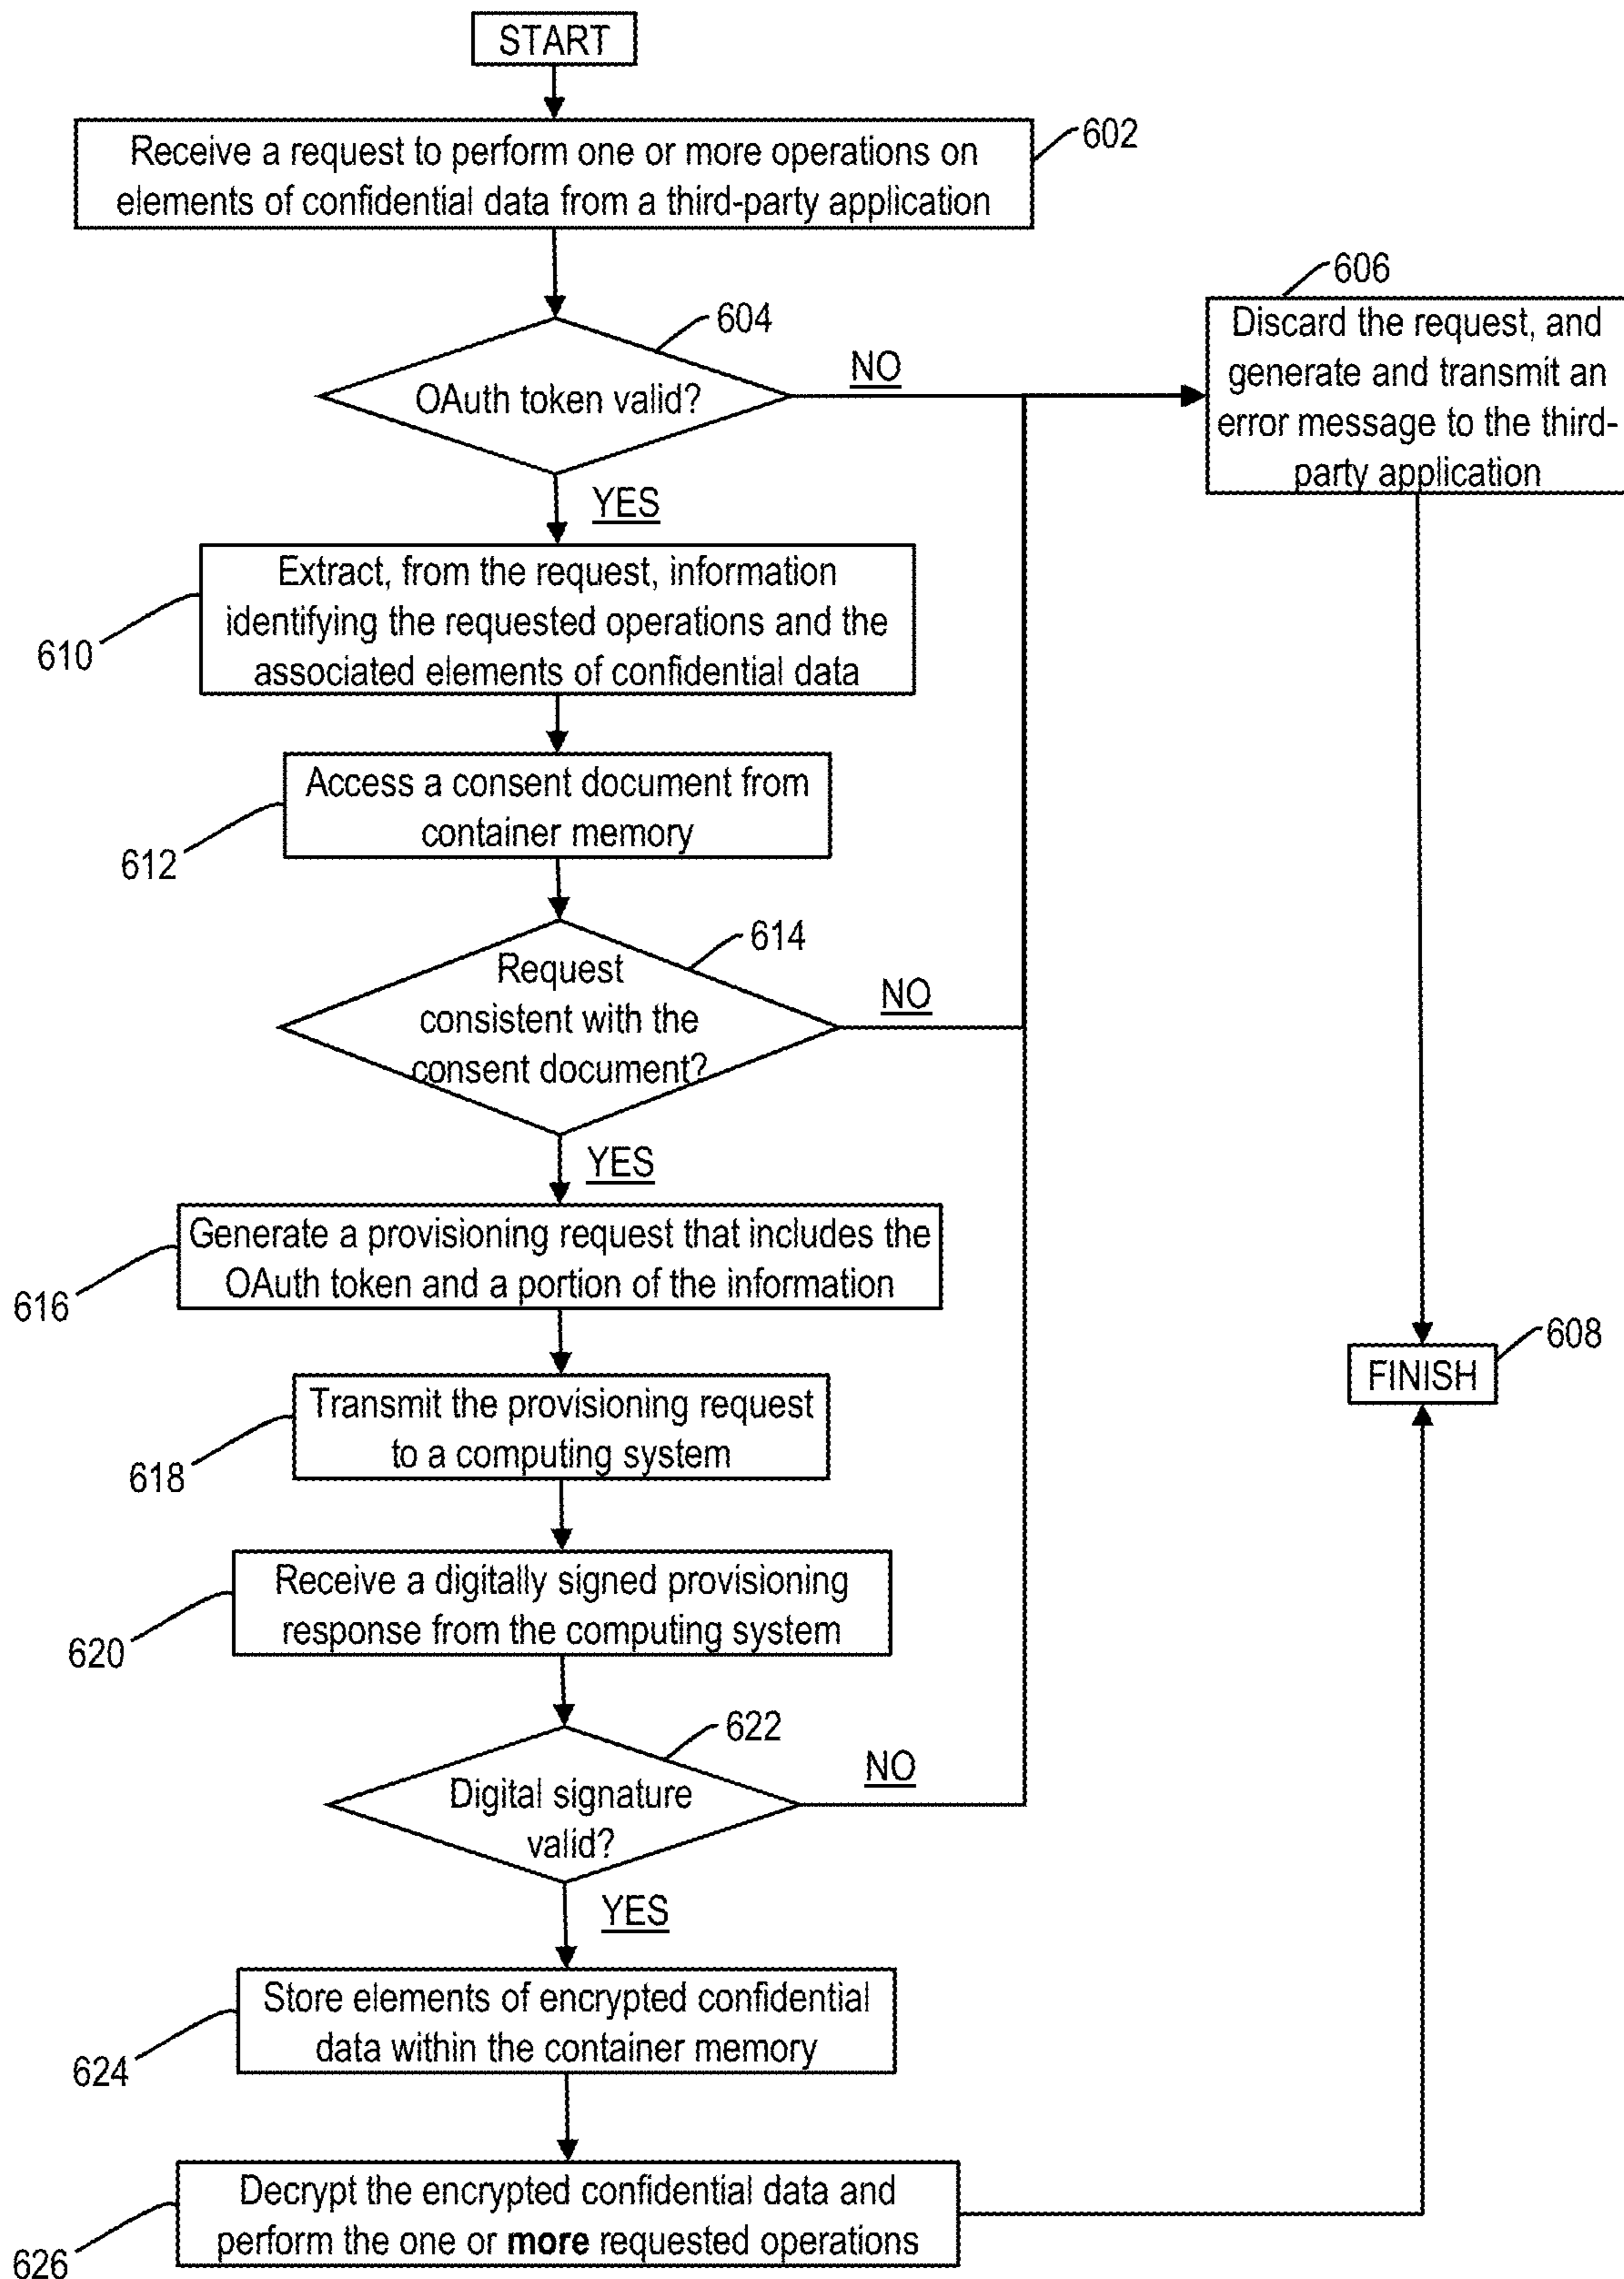 START
Receive a request to perform one or more operations on
elements of confidential data from a third-party application
602
604
OAuth token valid?
NO
606
Discard the request, and
generate and transmit an
error message to the third-
party application
YES
Extract, from the request, information
identifying the requested operations and the
associated elements of confidential data
610
Access a consent document from
container memory
612
614
Request
consistent with the
consent document?
NO
YES
Generate a provisioning request that includes the
OAuth token and a portion of the information
616
608
FINISH
Transmit the provisioning request
to a computing system
618
Receive a digitally signed provisioning
response from the computing system
620
622
Digital signature
valid?
NO
YES
Store elements of encrypted confidential
data within the container memory
624
Decrypt the encrypted confidential data and
perform the one or more requested operations
626